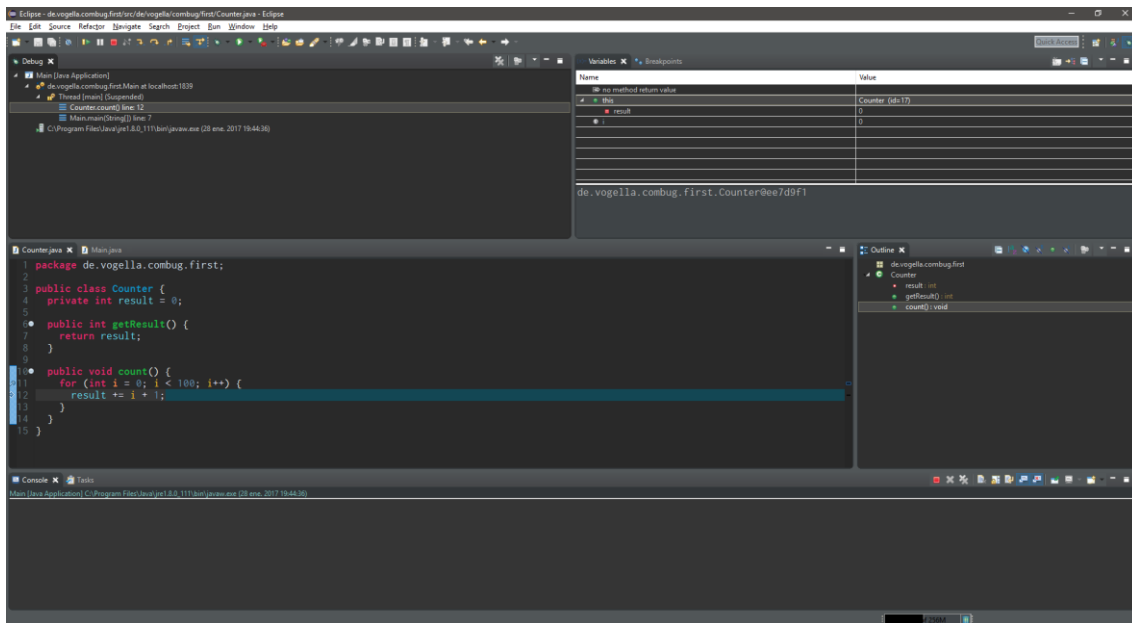 Eclipse - de.vogella.combug.first/src/de/vogella/combug/first/Counter.java - Eclipse
File Edit Source Refactor Navigate Search Project Run Window Help
Quick Access
Debug
Main [Java Application]
de.vogella.combug.first.Main at localhost:1839
Thread [main] (Suspended)
Counter.count() line: 12
Main.main(String[]) line: 7
C:\Program Files\Java\jre1.8.0_111\bin\javaw.exe (28 ene. 2017 19:44:36)
Variables Breakpoints
Name Value
no method return value
this Counter (id=17)
result 0
i 0
de.vogella.combug.first.Counter@ee7d9f1
Counter.java Main.java
1 package de.vogella.combug.first;
2
3 public class Counter {
4 private int result = 0;
5
6 public int getResult() {
7 return result;
8 }
9
10 public void count() {
11 for (int i = 0; i < 100; i++) {
12 result += i + 1;
13 }
14 }
15 }
Outline
de.vogella.combug.first
Counter
result : int
getResult() : int
count() : void
Console Tasks
Main [Java Application] C:\Program Files\Java\jre1.8.0_111\bin\javaw.exe (28 ene. 2017 19:44:36)
256M